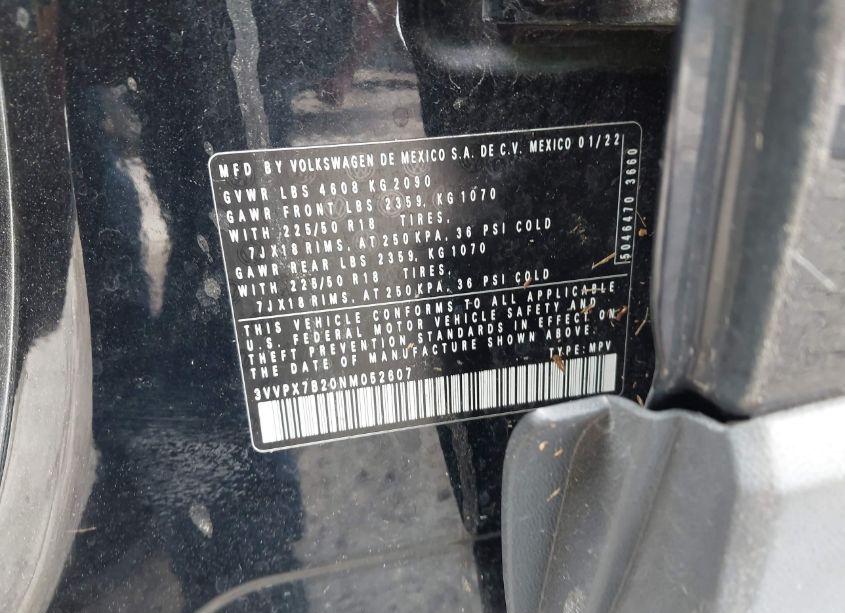 MFD BY VOLKSWAGEN DE MEXICO S.A. DE C.V. MEXICO 01/22
GVWR LBS 4608 KG2090
GAWR FRONT LBS 2359, KG1070
WITH 225/50 R18 TIRES,
7JX18 RIMS, AT 250 KPA, 36 PSI COLD
GAWR REAR LBS 2359, KG 1070
WITH 225/50 R18 TIRES,
7JX18 RIMS, AT 250 KPA, 36 PSI COLD
THIS VEHICLE CONFORMS TO ALL APPLICABLE
U.S. FEDERAL MOTOR VEHICLE SAFETY AND
THEFT PREVENTION STANDARDS IN EFFECT ON
THE DATE OF MANUFACTURE SHOWN ABOVE.
3VVPX7B20NM052607 TYPE: MPV
5046470 3660